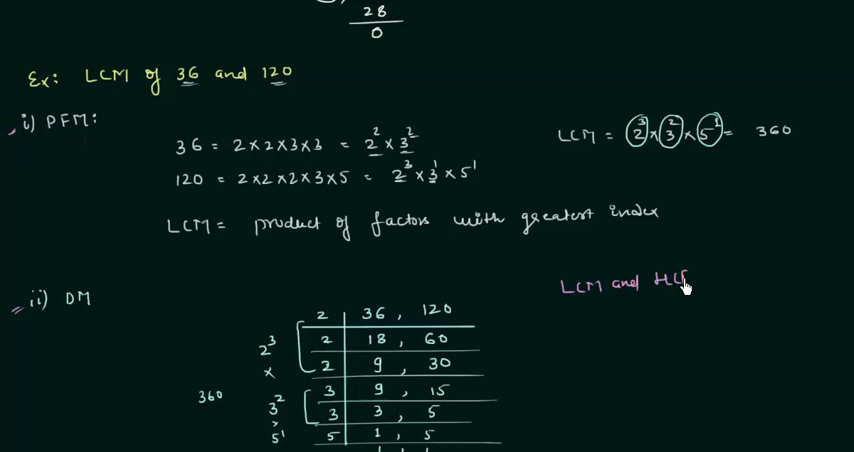 28
0
Ex: LCM of 36 and 120
i) PFM:
36 = 2×2×3×3 = 2² × 3²
LCM = 2³ × 3² × 5¹ = 360
120 = 2×2×2×3×5 = 2³ × 3¹ × 5¹
LCM = product of factors with greatest index
LCM and HCF
ii) DM
2 | 36, 120
2³ 2 | 18, 60
× 2 | 9, 30
360 3² 3 | 9, 15
× 3 | 3, 5
5¹ 5 | 1, 5